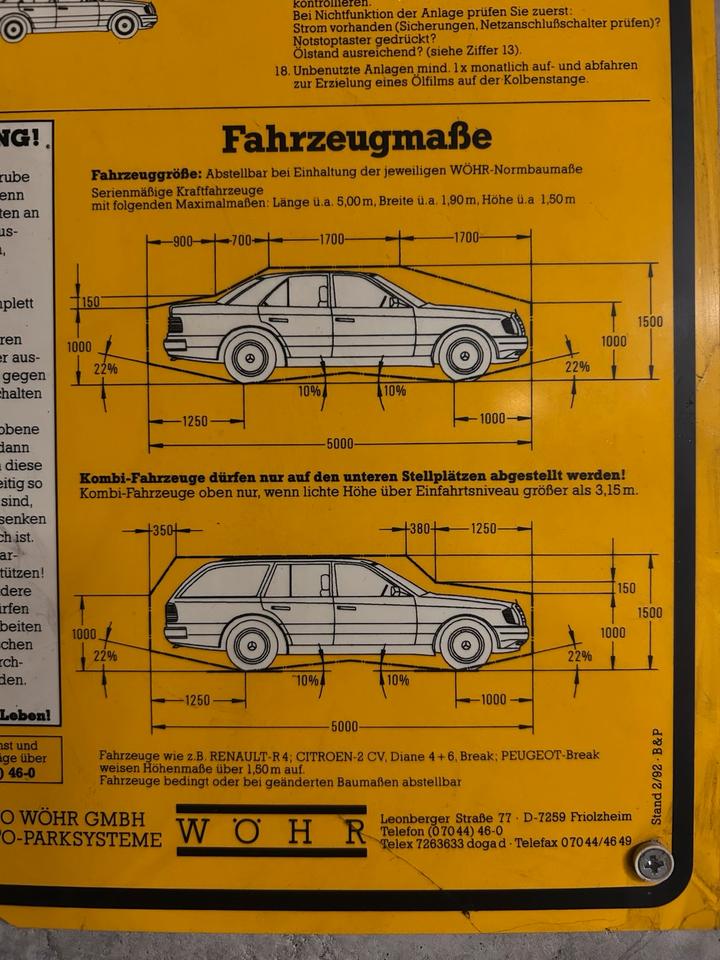 kontrollieren.
Bei Nichtfunktion der Anlage prüfen Sie zuerst:
Strom vorhanden (Sicherungen, Netzanschlußschalter prüfen)?
Notstoptaster gedrückt?
Ölstand ausreichend? (siehe Ziffer 13).
18. Unbenutzte Anlagen mind. 1x monatlich auf- und abfahren
zur Erzielung eines Ölfilms auf der Kolbenstange.
NG!
rube
enn
ten an
us-
mplett
ren
er aus-
gegen
chalten
obene
dann
diese
eitig so
sind,
senken
ch ist.
ar-
tützen!
dere
ürfen
beiten
schen
rch-
den.
Leben!
nst und
äge über
) 46-0
Fahrzeugmaße
Fahrzeuggröße: Abstellbar bei Einhaltung der jeweiligen WÖHR-Normbaumaße
Serienmäßige Kraftfahrzeuge
mit folgenden Maximalmaßen: Länge ü.a. 5,00 m, Breite ü.a. 1,90 m, Höhe ü.a 1,50 m
900 700 1700 1700
150
1500
1000 1000
22% 22%
10% 10%
1250 1000
5000
Kombi-Fahrzeuge dürfen nur auf den unteren Stellplätzen abgestellt werden!
Kombi-Fahrzeuge oben nur, wenn lichte Höhe über Einfahrtsniveau größer als 3,15 m.
350 380 1250
150
1500
1000 1000
22% 22%
10% 10%
1250 1000
5000
Fahrzeuge wie z.B. RENAULT-R 4; CITROEN-2 CV, Diane 4 + 6, Break; PEUGEOT-Break
weisen Höhenmaße über 1,50 m auf.
Fahrzeuge bedingt oder bei geänderten Baumaßen abstellbar
Stand 2/92 · B & P
O WÖHR GMBH
O-PARKSYSTEME
WÖHR
Leonberger Straße 77 · D-7259 Friolzheim
Telefon (0 70 44) 46-0
Telex 7263633 doga d · Telefax 0 70 44/46 49